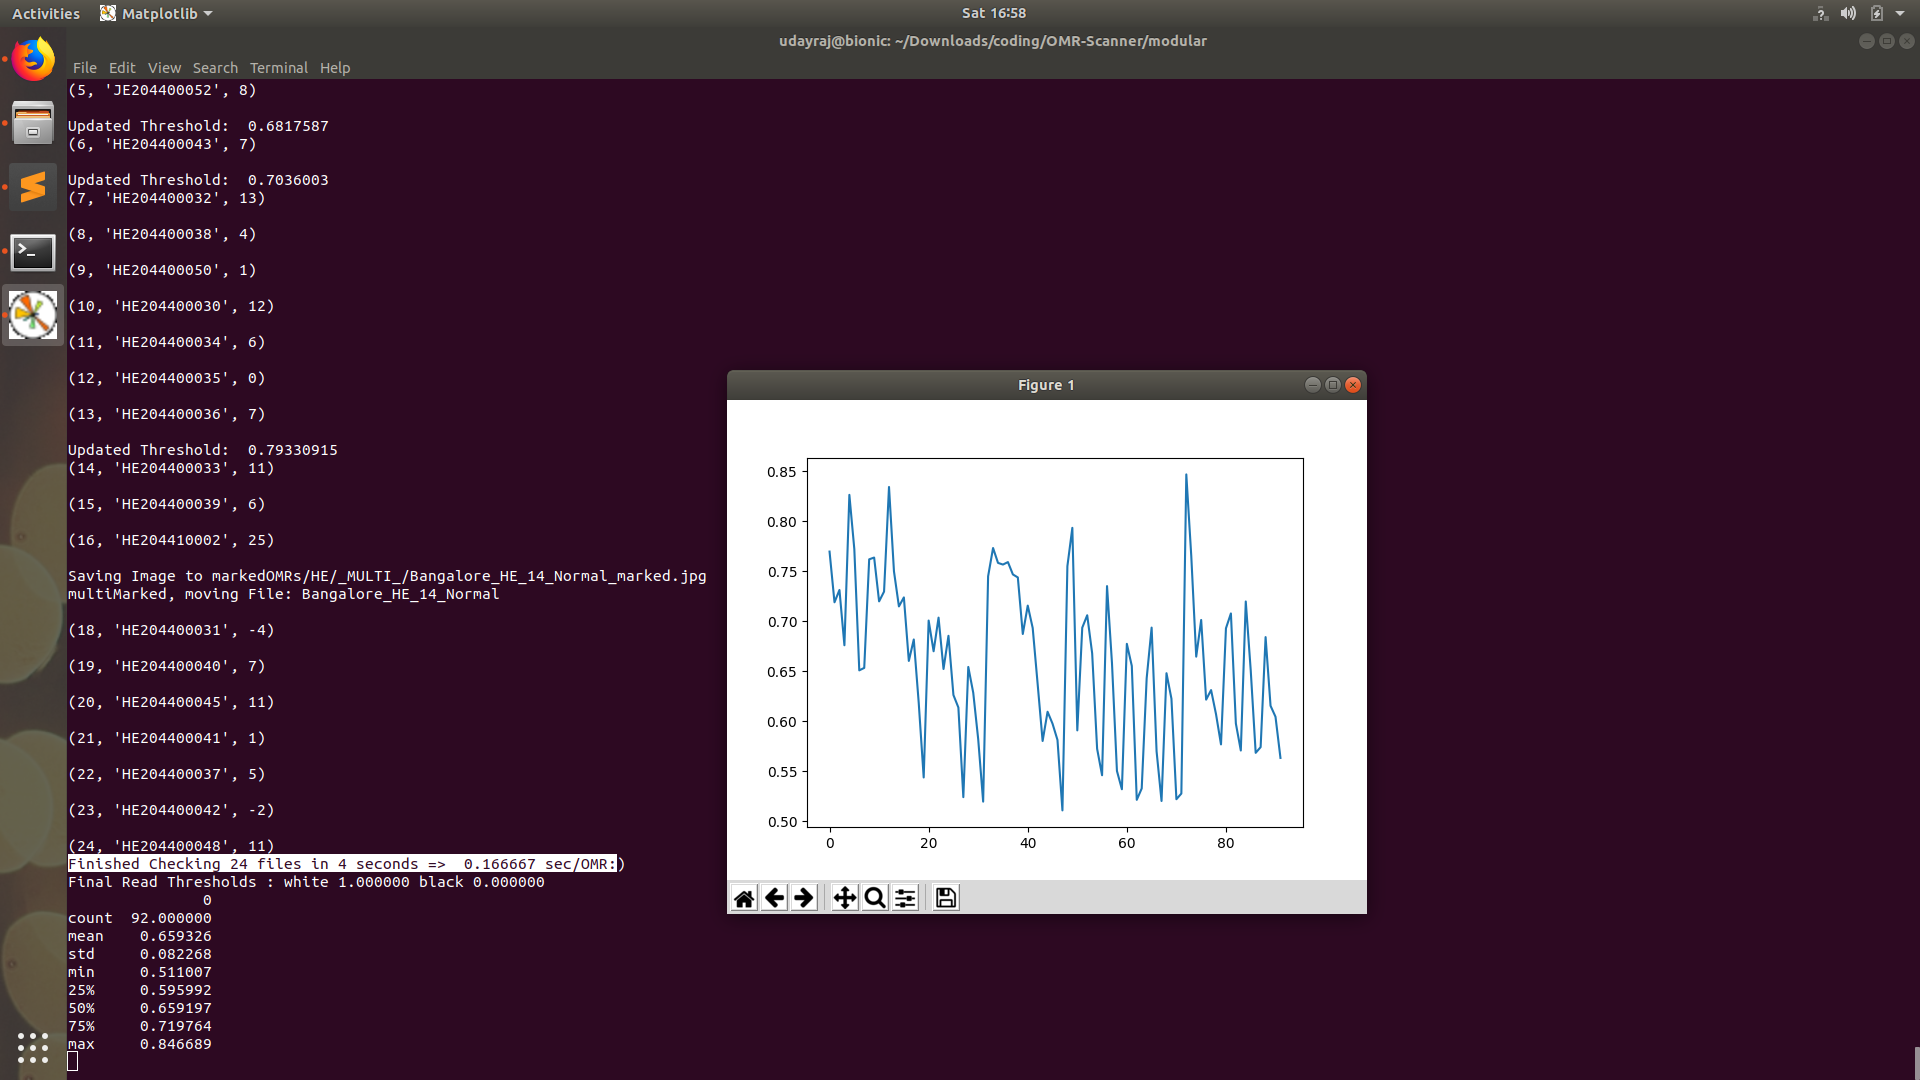 Activities Matplotlib Sat 16:58
udayraj@bionic: ~/Downloads/coding/OMR-Scanner/modular
File Edit View Search Terminal Help
(5, 'JE204400052', 8)
Updated Threshold:  0.6817587
(6, 'HE204400043', 7)
Updated Threshold:  0.7036003
(7, 'HE204400032', 13)
(8, 'HE204400038', 4)
(9, 'HE204400050', 1)
(10, 'HE204400030', 12)
(11, 'HE204400034', 6)
(12, 'HE204400035', 0)
(13, 'HE204400036', 7)
Updated Threshold:  0.79330915
(14, 'HE204400033', 11)
(15, 'HE204400039', 6)
(16, 'HE204410002', 25)
Saving Image to markedOMRs/HE/_MULTI_/Bangalore_HE_14_Normal_marked.jpg
multiMarked, moving File: Bangalore_HE_14_Normal
(18, 'HE204400031', -4)
(19, 'HE204400040', 7)
(20, 'HE204400045', 11)
(21, 'HE204400041', 1)
(22, 'HE204400037', 5)
(23, 'HE204400042', -2)
(24, 'HE204400048', 11)
Finished Checking 24 files in 4 seconds =>  0.166667 sec/OMR:)
Final Read Thresholds : white 1.000000 black 0.000000
0
count  92.000000
mean    0.659326
std     0.082268
min     0.511007
25%     0.595992
50%     0.659197
75%     0.719764
max     0.846689
Figure 1
0.85
0.80
0.75
0.70
0.65
0.60
0.55
0.50
0 20 40 60 80